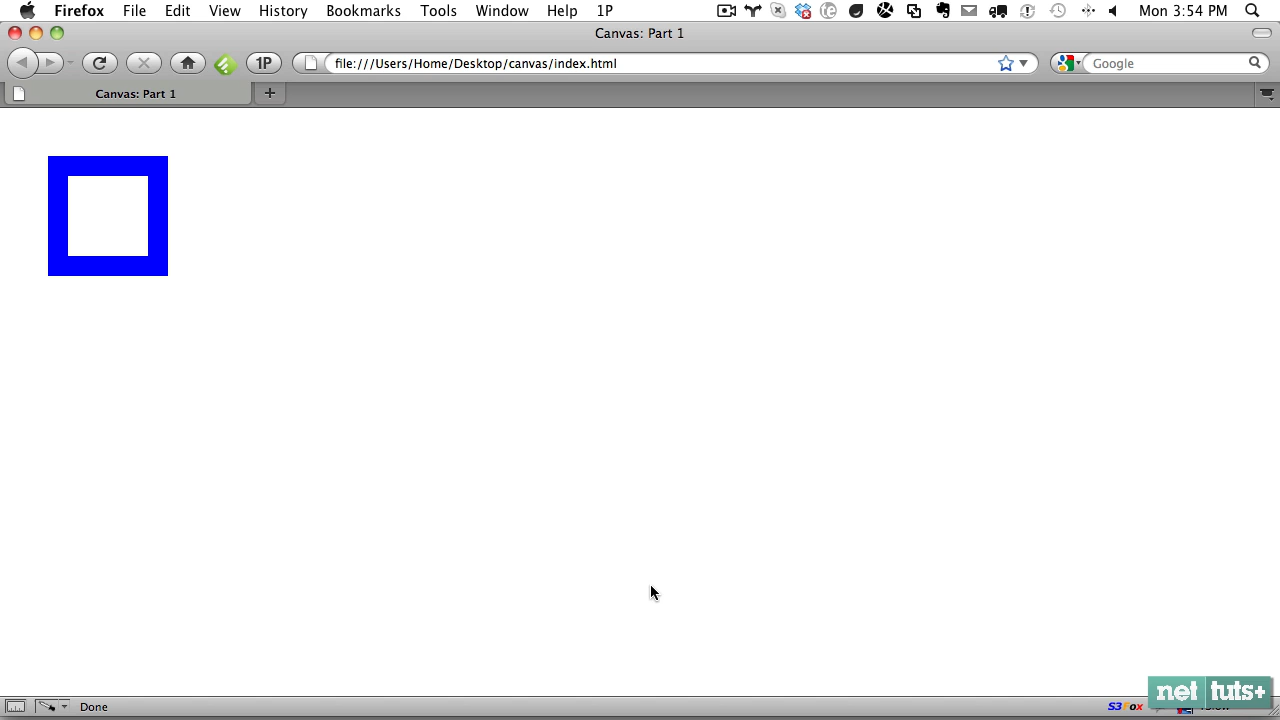 Firefox File Edit View History Bookmarks Tools Window Help 1P Mon 3:54 PM
Canvas: Part 1
1P file:///Users/Home/Desktop/canvas/index.html Google
Canvas: Part 1
net tuts+
Done S3Fox